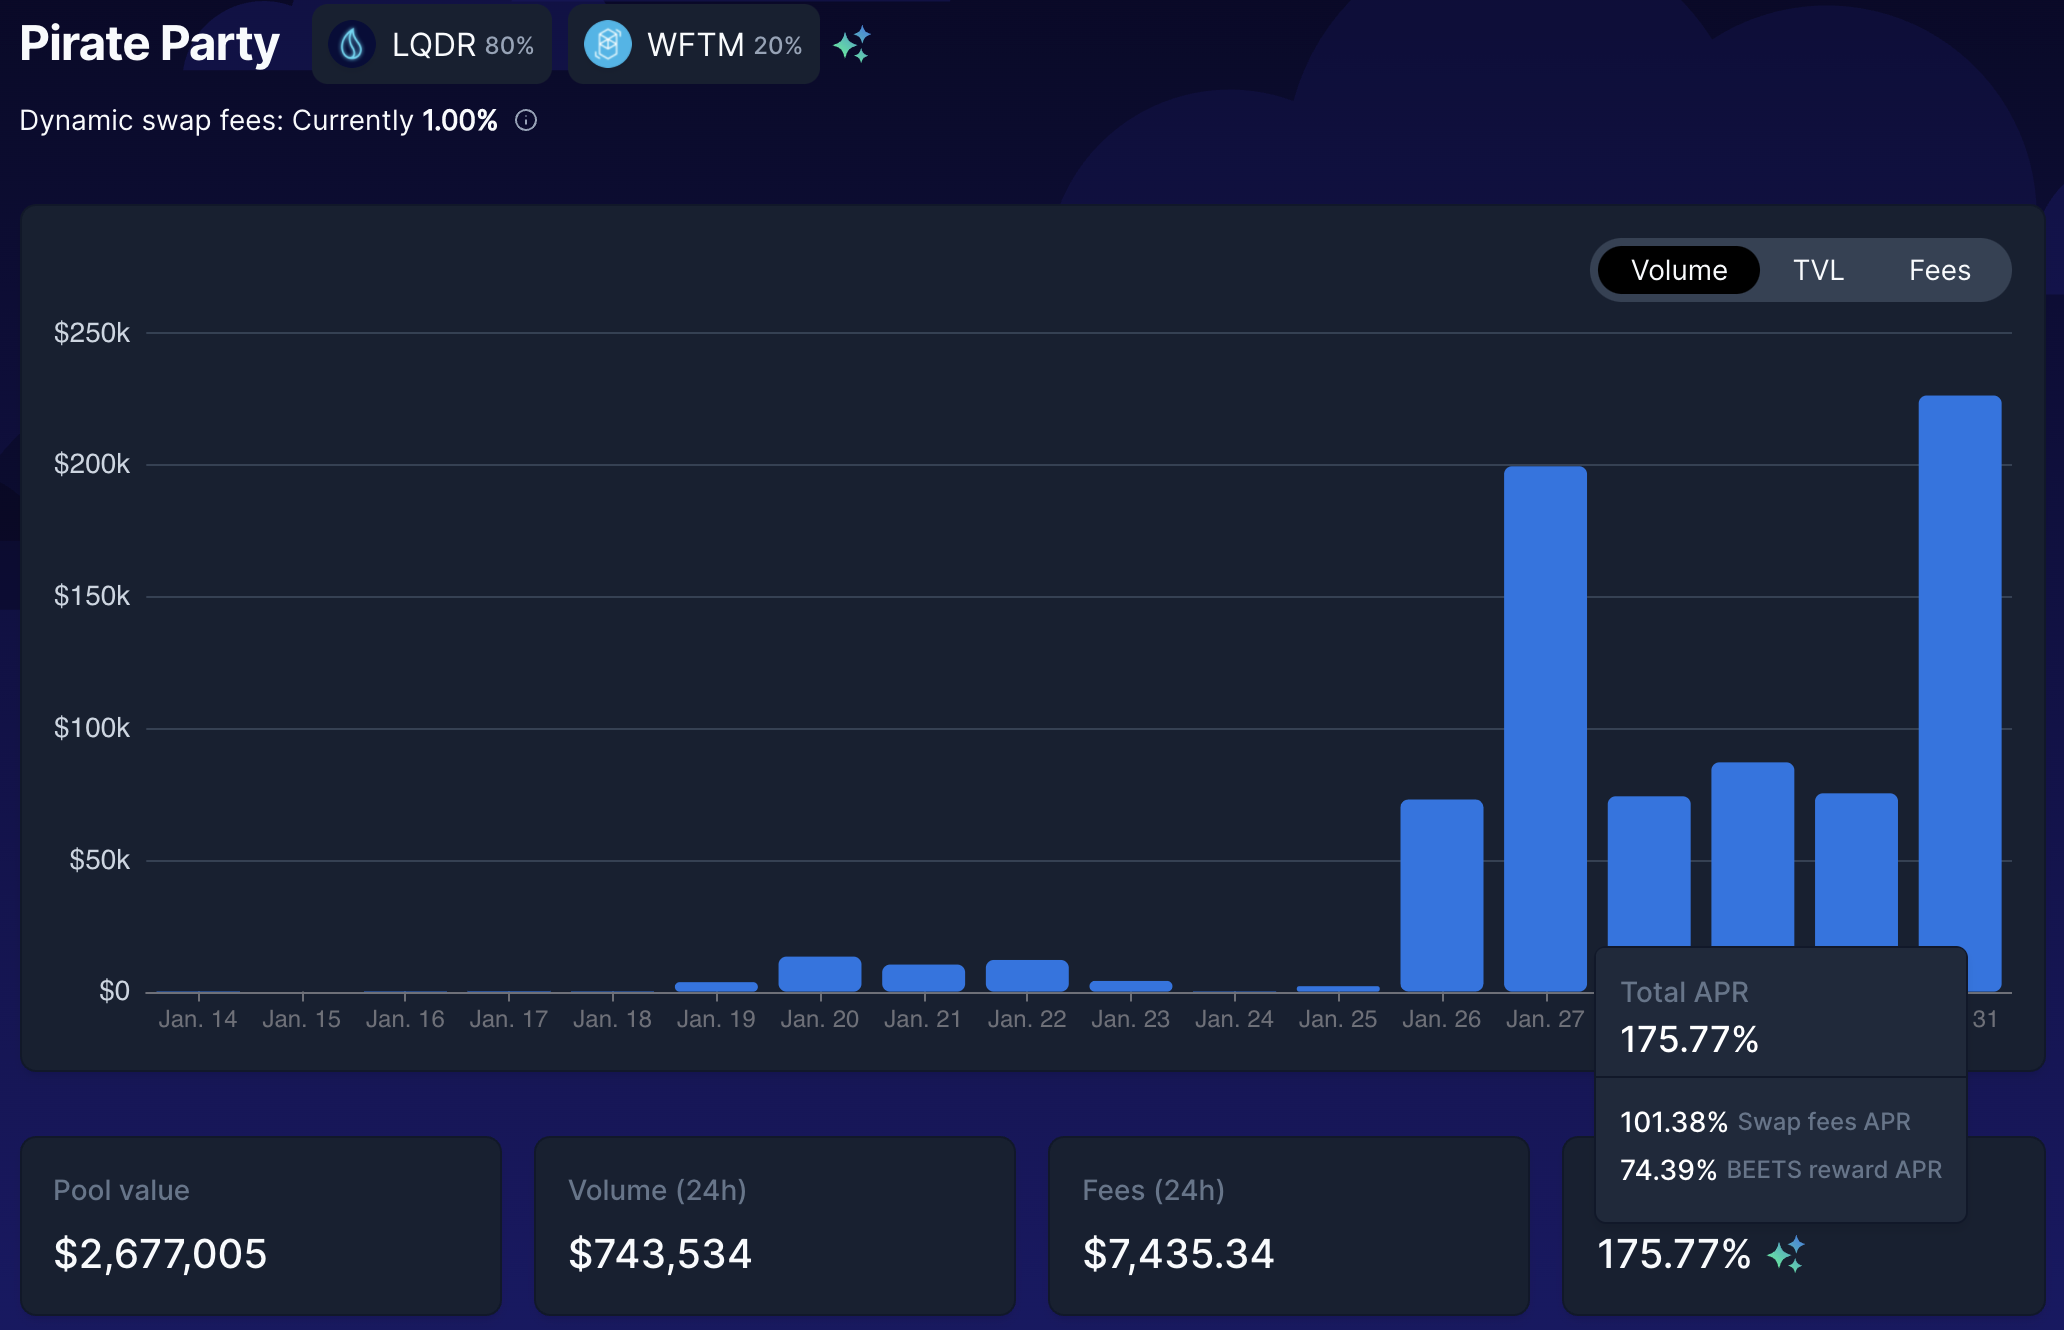 Pirate Party LQDR 80% WFTM 20%
Dynamic swap fees: Currently 1.00%
Volume TVL Fees
$250k
$200k
$150k
$100k
$50k
$0
Jan. 14 Jan. 15 Jan. 16 Jan. 17 Jan. 18 Jan. 19 Jan. 20 Jan. 21 Jan. 22 Jan. 23 Jan. 24 Jan. 25 Jan. 26 Jan. 27 31
Total APR
175.77%
101.38% Swap fees APR
74.39% BEETS reward APR
Pool value
$2,677,005
Volume (24h)
$743,534
Fees (24h)
$7,435.34
175.77%